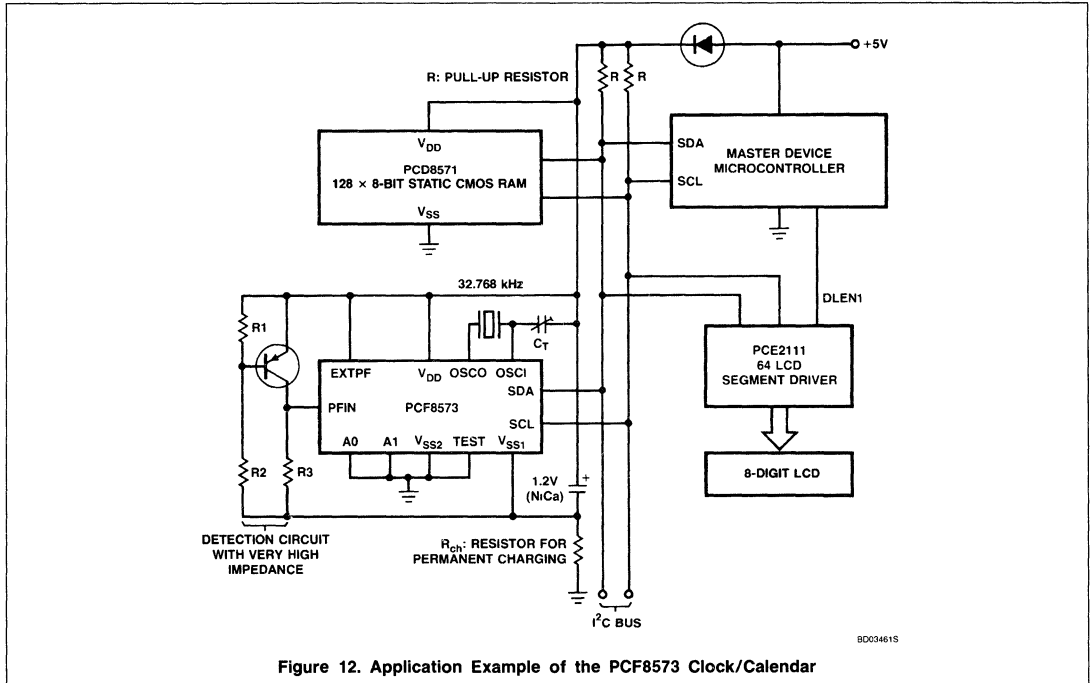 +5V
R: PULL-UP RESISTOR
R
R
VDD
PCD8571
128 × 8-BIT STATIC CMOS RAM
VSS
SDA
MASTER DEVICE
MICROCONTROLLER
SCL
32.768 kHz
DLEN1
R1
CT
PCE2111
64 LCD
SEGMENT DRIVER
EXTPF
VDD
OSCO
OSCI
SDA
PFIN
PCF8573
SCL
A0
A1
VSS2
TEST
VSS1
R2
R3
8-DIGIT LCD
1.2V
(NiCa)
+
DETECTION CIRCUIT
WITH VERY HIGH
IMPEDANCE
Rch: RESISTOR FOR
PERMANENT CHARGING
I²C BUS
BD03461S
Figure 12. Application Example of the PCF8573 Clock/Calendar